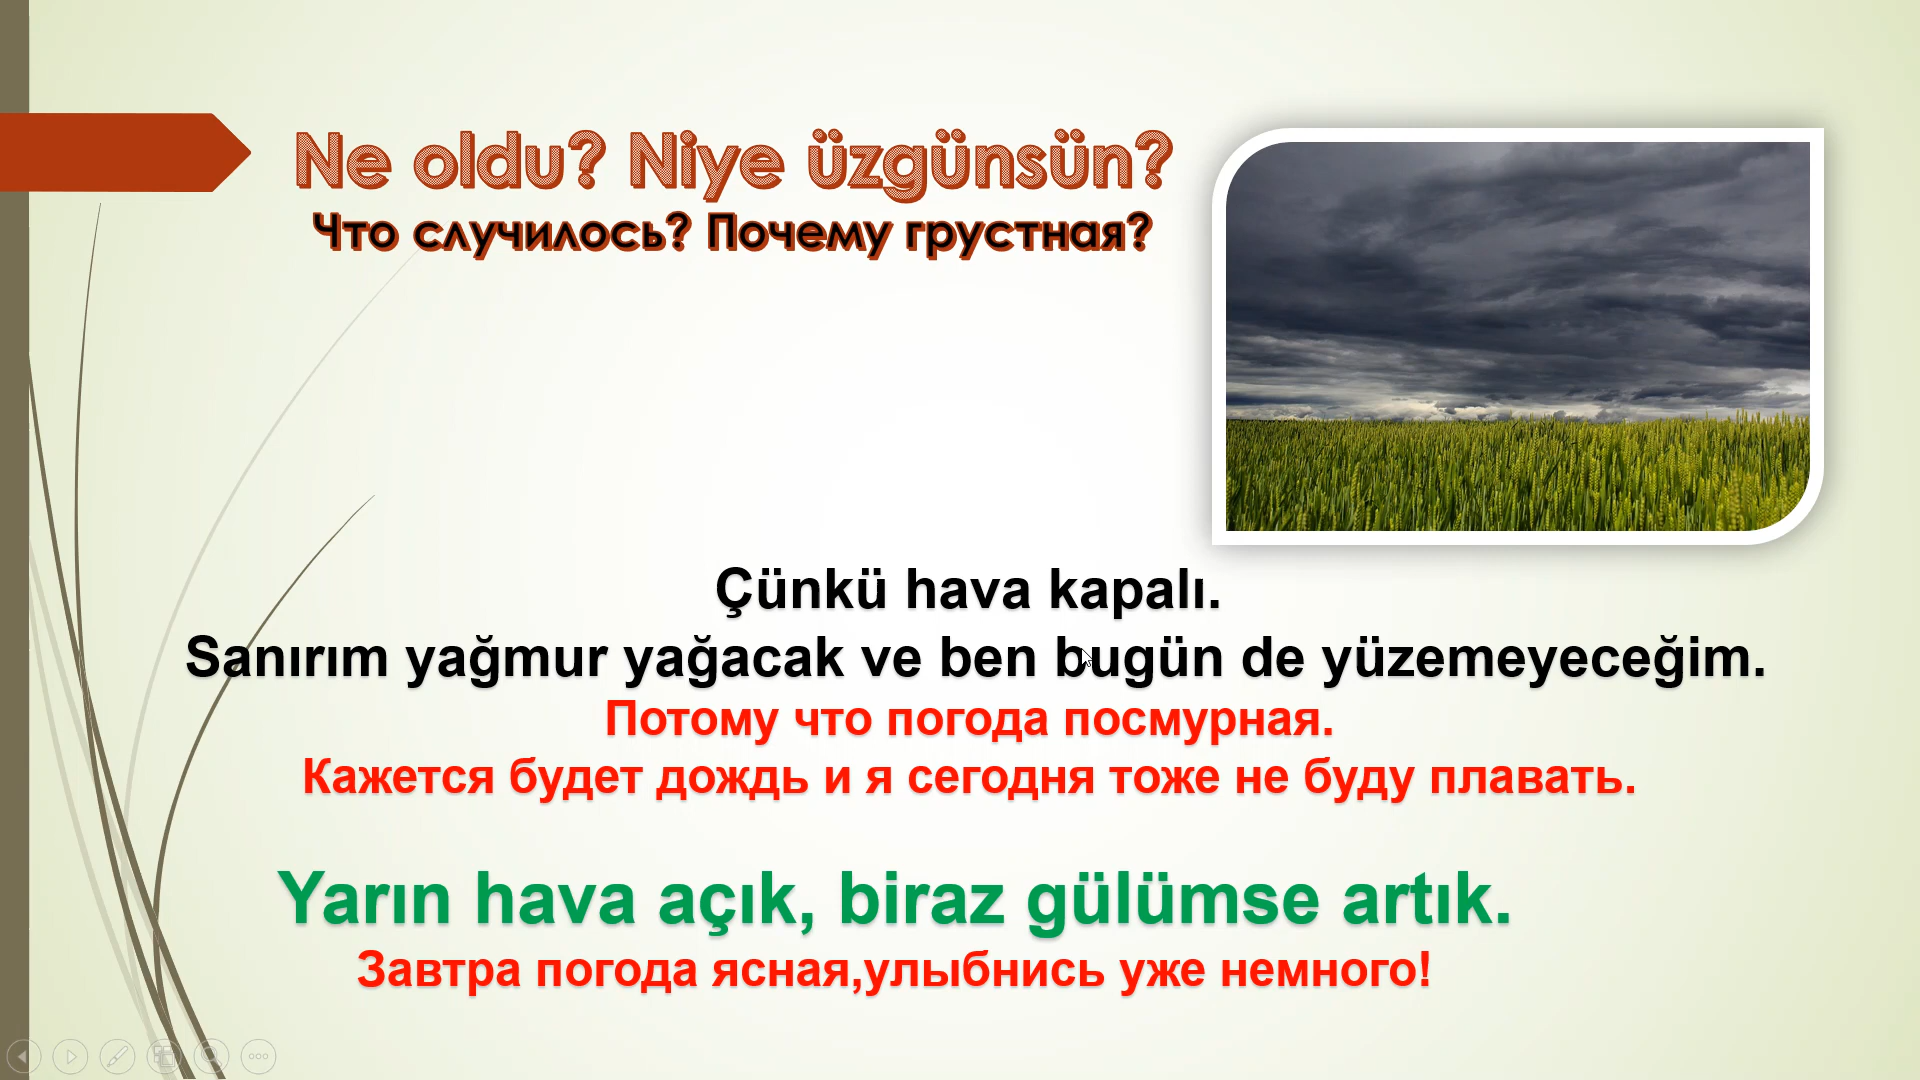 Ne oldu? Niye üzgünsün?
Что случилось? Почему грустная?
Çünkü hava kapalı.
Sanırım yağmur yağacak ve ben bugün de yüzemeyeceğim.
Потому что погода посмурная.
Кажется будет дождь и я сегодня тоже не буду плавать.
Yarın hava açık, biraz gülümse artık.
Завтра погода ясная,улыбнись уже немного!